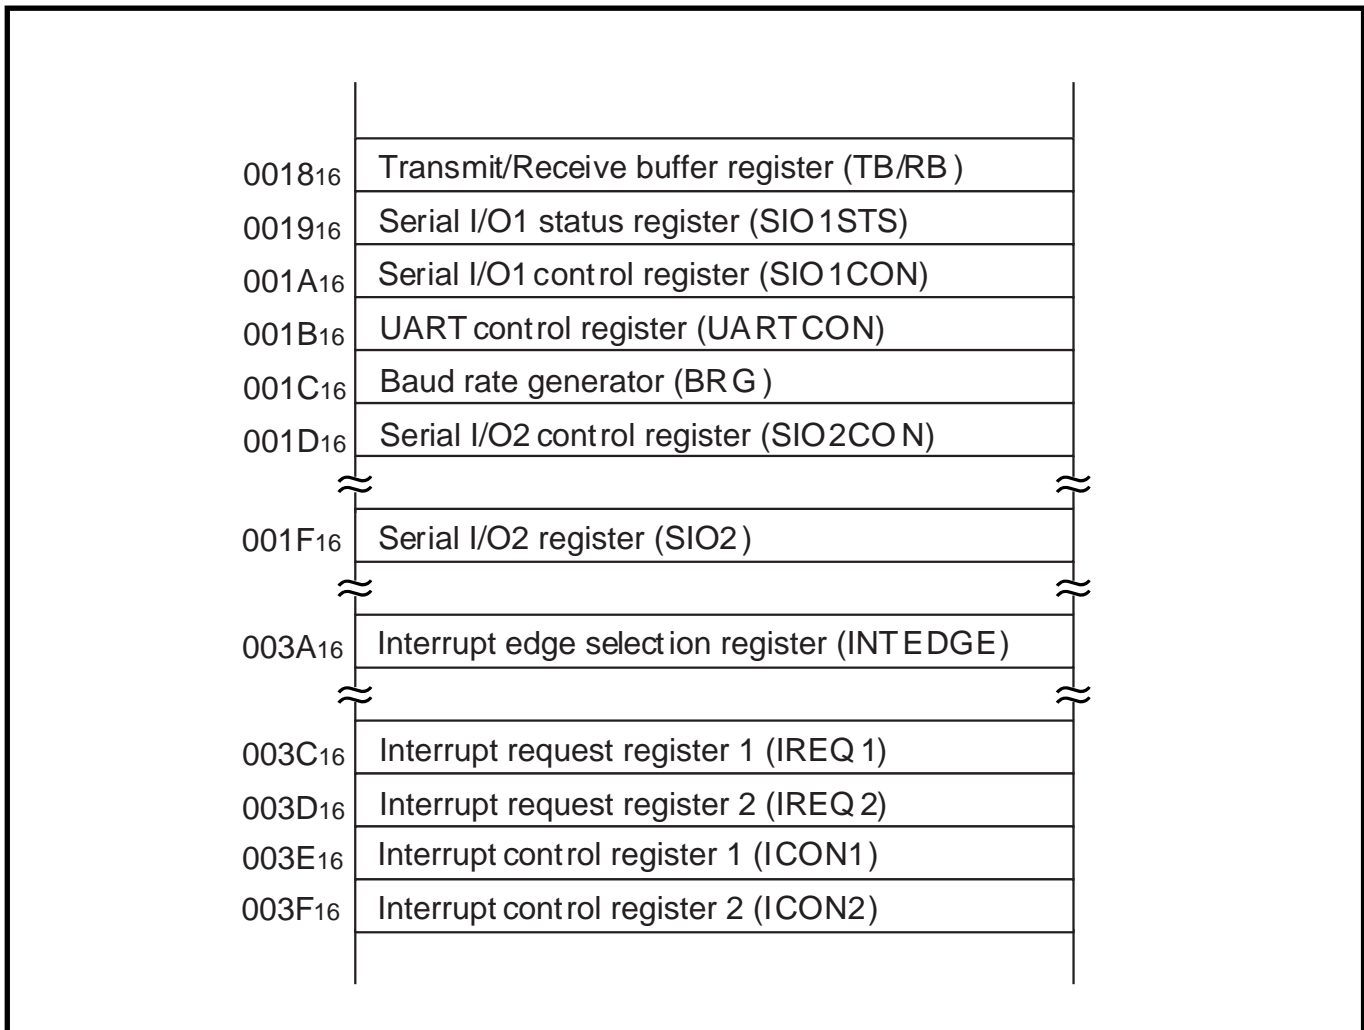 0018₁₆ Transmit/Receive buffer register (TB/RB)
0019₁₆ Serial I/O1 status register (SIO1STS)
001A₁₆ Serial I/O1 control register (SIO1CON)
001B₁₆ UART control register (UARTCON)
001C₁₆ Baud rate generator (BRG)
001D₁₆ Serial I/O2 control register (SIO2CON)
001F₁₆ Serial I/O2 register (SIO2)
003A₁₆ Interrupt edge selection register (INTEDGE)
003C₁₆ Interrupt request register 1 (IREQ1)
003D₁₆ Interrupt request register 2 (IREQ2)
003E₁₆ Interrupt control register 1 (ICON1)
003F₁₆ Interrupt control register 2 (ICON2)